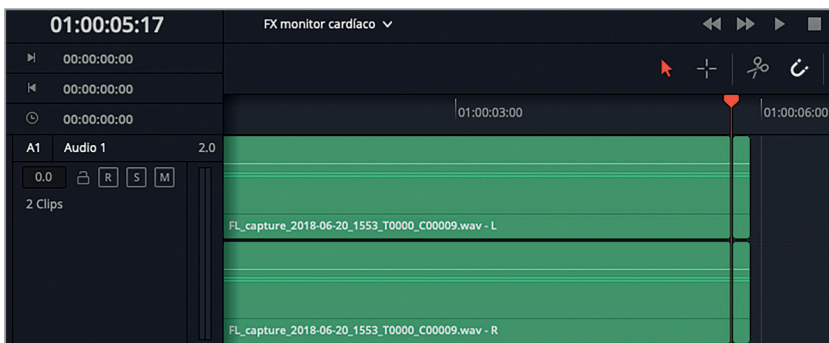 01:00:05:17
FX monitor cardíaco
00:00:00:00
00:00:00:00
00:00:00:00
01:00:03:00
01:00:06:00
A1 Audio 1 2.0
0.0 R S M
2 Clips
FL_capture_2018-06-20_1553_T0000_C00009.wav - L
FL_capture_2018-06-20_1553_T0000_C00009.wav - R